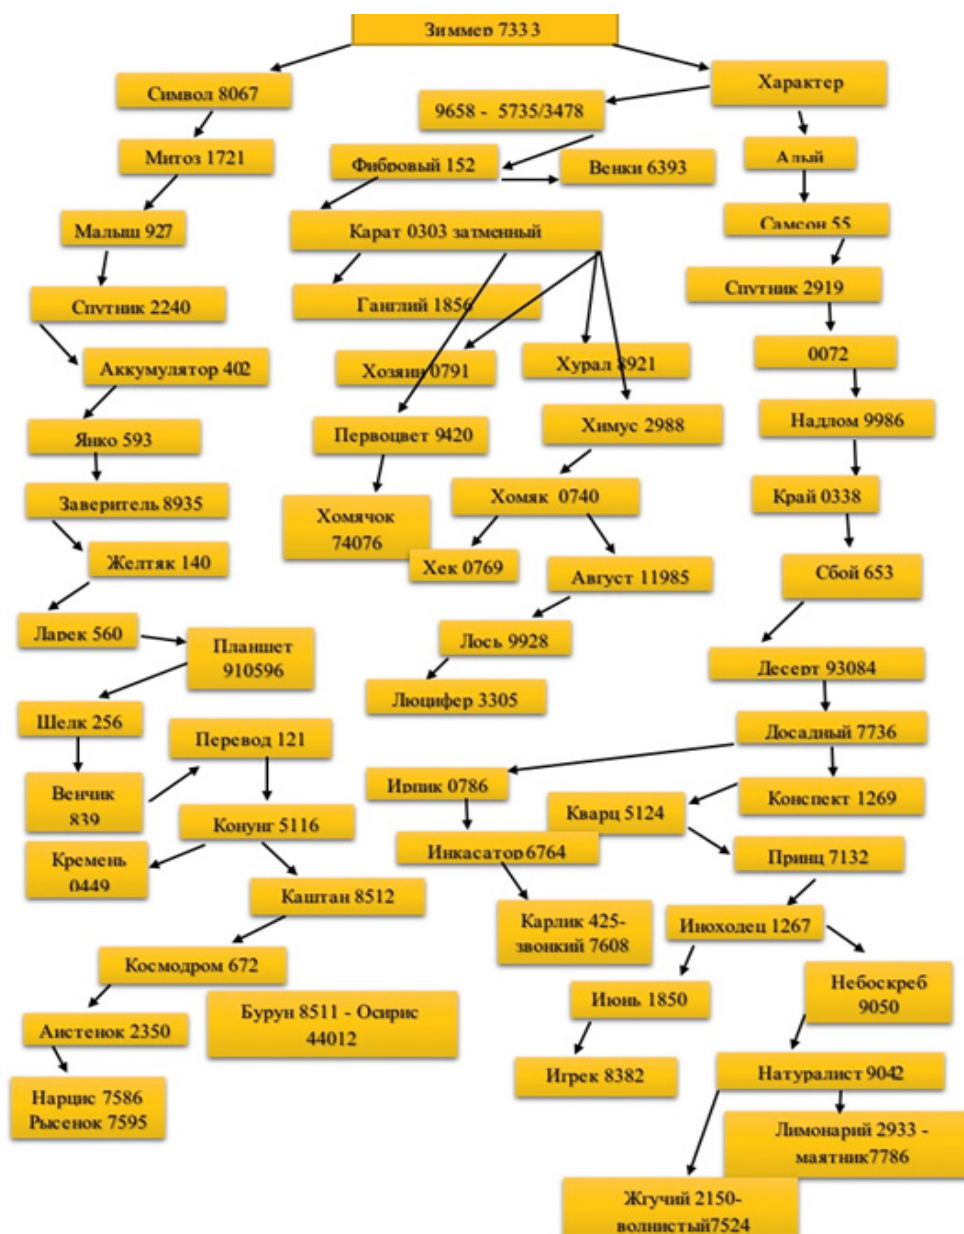 Зиммер 7333
Символ 8067
Характер
9658 - 5735/3478
Митоз 1721
Фибровый 152
Венки 6393
Алый
Малыш 927
Карат 0303 затменный
Самсон 55
Спутник 2240
Ганглий 1856
Спутник 2919
Аккумулятор 402
Хозяин 0791
Хурал 8921
0072
Янко 593
Первоцвет 9420
Химус 2988
Надлом 9986
Заверитель 8935
Хомячок
74076
Хомяк 0740
Край 0338
Желтяк 140
Хек 0769
Август 11985
Сбой 653
Ларек 560
Планшет
910596
Лось 9928
Десерт 93084
Шелк 256
Люцифер 3305
Перевод 121
Досадный 7736
Венчик
839
Ирпик 0786
Кварц 5124
Конспект 1269
Конунг 5116
Инкасатор 6764
Принц 7132
Кремень
0449
Каштан 8512
Карлик 425-
звонкий 7608
Иноходец 1267
Космодром 672
Небоскреб
9050
Бурун 8511 - Осирис
44012
Июнь 1850
Аистенок 2350
Игрек 8382
Натуралист 9042
Нарцис 7586
Рысенок 7595
Лимонарий 2933 -
маятник7786
Жгучий 2150-
волнистый7524